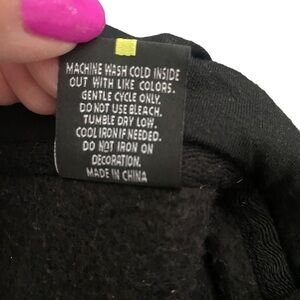 MACHINE WASH COLD INSIDE
OUT WITH LIKE COLORS.
GENTLE CYCLE ONLY.
DO NOT USE BLEACH.
TUMBLE DRY LOW.
COOL IRON IF NEEDED.
DO NOT IRON ON
DECORATION.
MADE IN CHINA